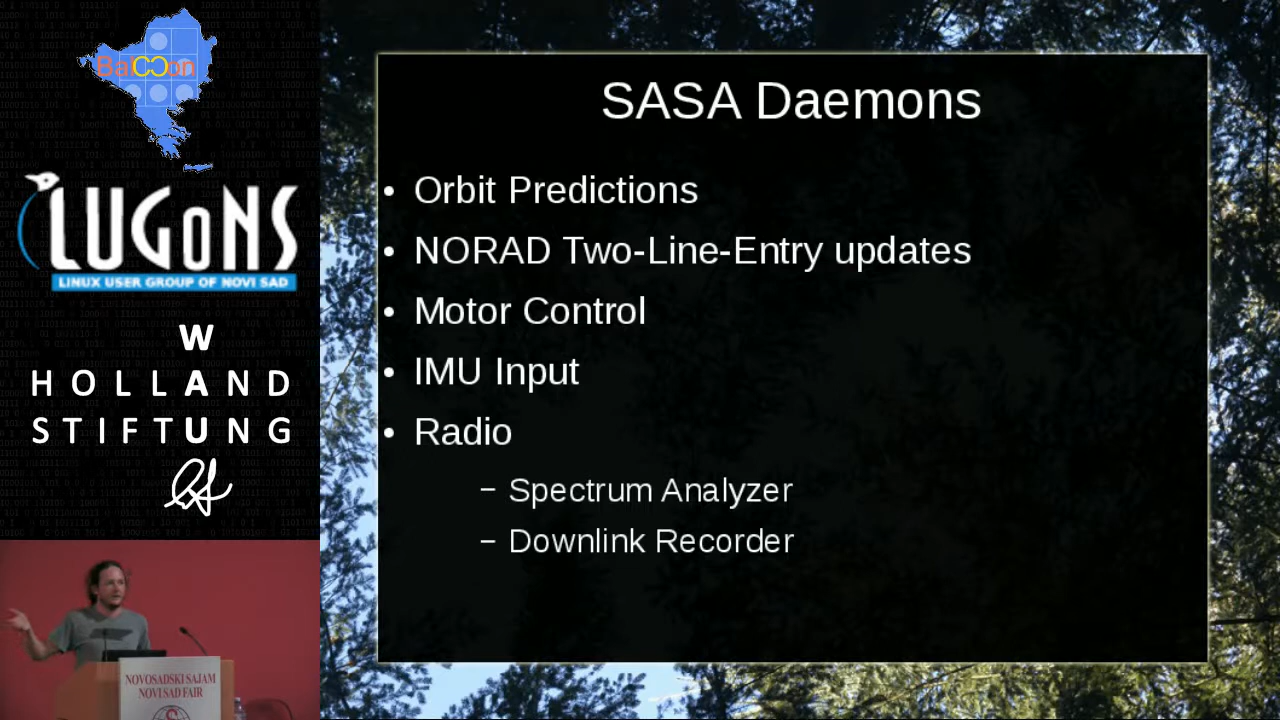 BalCCon
LUGoNS
LINUX USER GROUP OF NOVI SAD
W
HOLLAND
STIFTUNG
NOVOSADSKI SAJAM
NOVI SAD FAIR
SASA Daemons
• Orbit Predictions
• NORAD Two-Line-Entry updates
• Motor Control
• IMU Input
• Radio
– Spectrum Analyzer
– Downlink Recorder